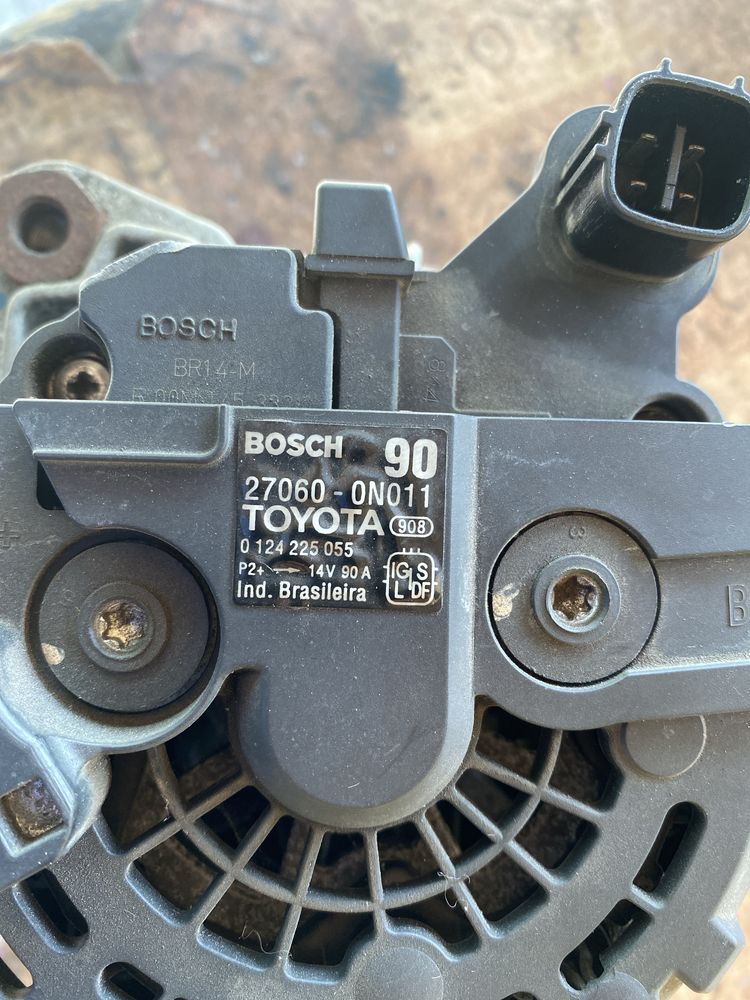 BOSCH
BR14-M
BOSCH 90
27060 - 0N011
TOYOTA 908
0 124 225 055
P2+ 14V 90 A
IG S
L DF
Ind. Brasileira
3
B